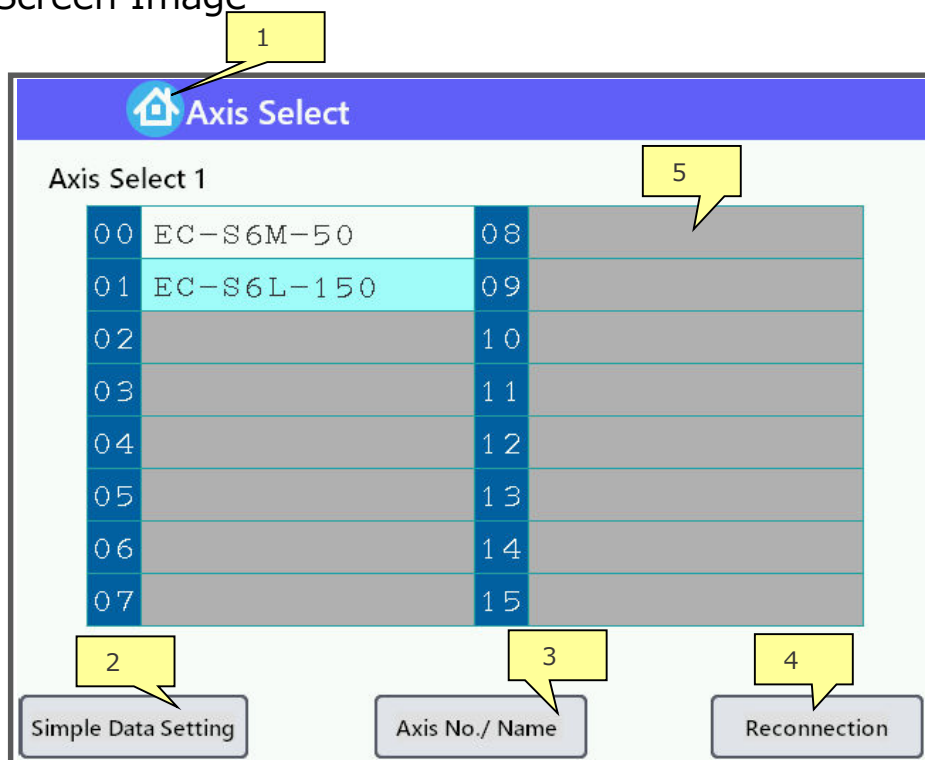 Screen Image
1
Axis Select
Axis Select 1
5
00 EC-S6M-50 08
01 EC-S6L-150 09
02 10
03 11
04 12
05 13
06 14
07 15
2 3 4
Simple Data Setting Axis No./ Name Reconnection